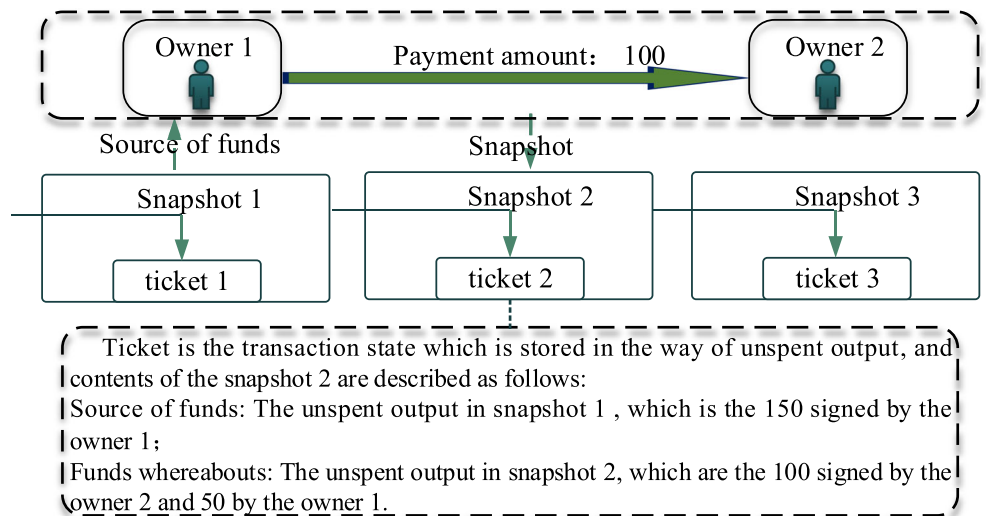 Owner 1
Payment amount： 100
Owner 2
Source of funds
Snapshot
Snapshot 1
Snapshot 2
Snapshot 3
ticket 1
ticket 2
ticket 3
Ticket is the transaction state which is stored in the way of unspent output, and
contents of the snapshot 2 are described as follows:
Source of funds: The unspent output in snapshot 1 , which is the 150 signed by the
owner 1；
Funds whereabouts: The unspent output in snapshot 2, which are the 100 signed by the
owner 2 and 50 by the owner 1.